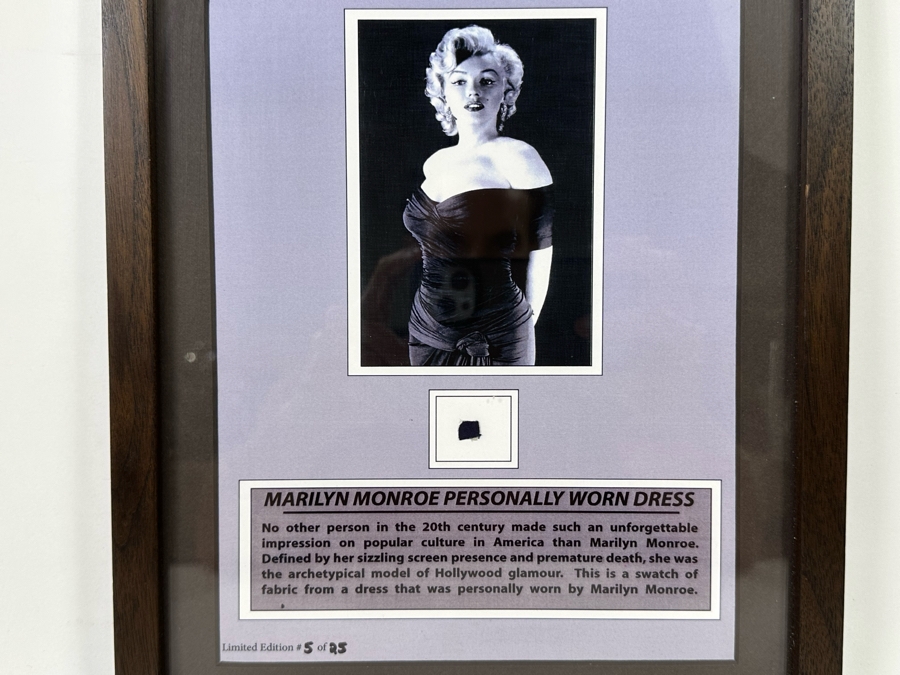 MARILYN MONROE PERSONALLY WORN DRESS
No other person in the 20th century made such an unforgettable
impression on popular culture in America than Marilyn Monroe.
Defined by her sizzling screen presence and premature death, she was
the archetypical model of Hollywood glamour. This is a swatch of
fabric from a dress that was personally worn by Marilyn Monroe.
Limited Edition # 5 of 25